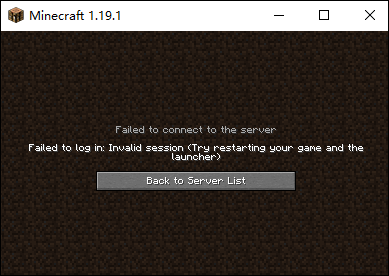 Minecraft 1.19.1
Failed to connect to the server
Failed to log in: Invalid session (Try restarting your game and the
launcher)
Back to Server List